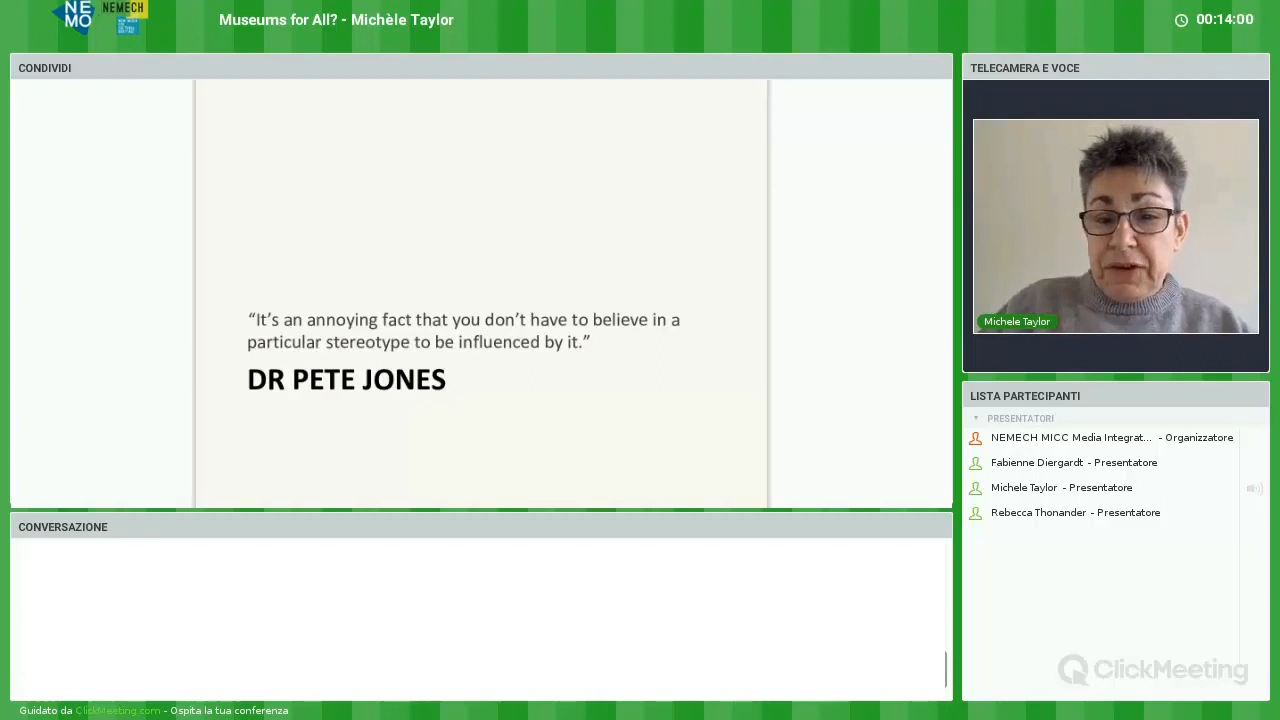 NE
MO
NEMECH
Museums for All? - Michèle Taylor
00:14:00
CONDIVIDI
“It’s an annoying fact that you don’t have to believe in a
particular stereotype to be influenced by it.”
DR PETE JONES
CONVERSAZIONE
TELECAMERA E VOCE
Michele Taylor
LISTA PARTECIPANTI
PRESENTATORI
NEMECH MICC Media Integrat... - Organizzatore
Fabienne Diergardt - Presentatore
Michele Taylor - Presentatore
Rebecca Thonander - Presentatore
ClickMeeting
Guidato da ClickMeeting.com - Ospita la tua conferenza